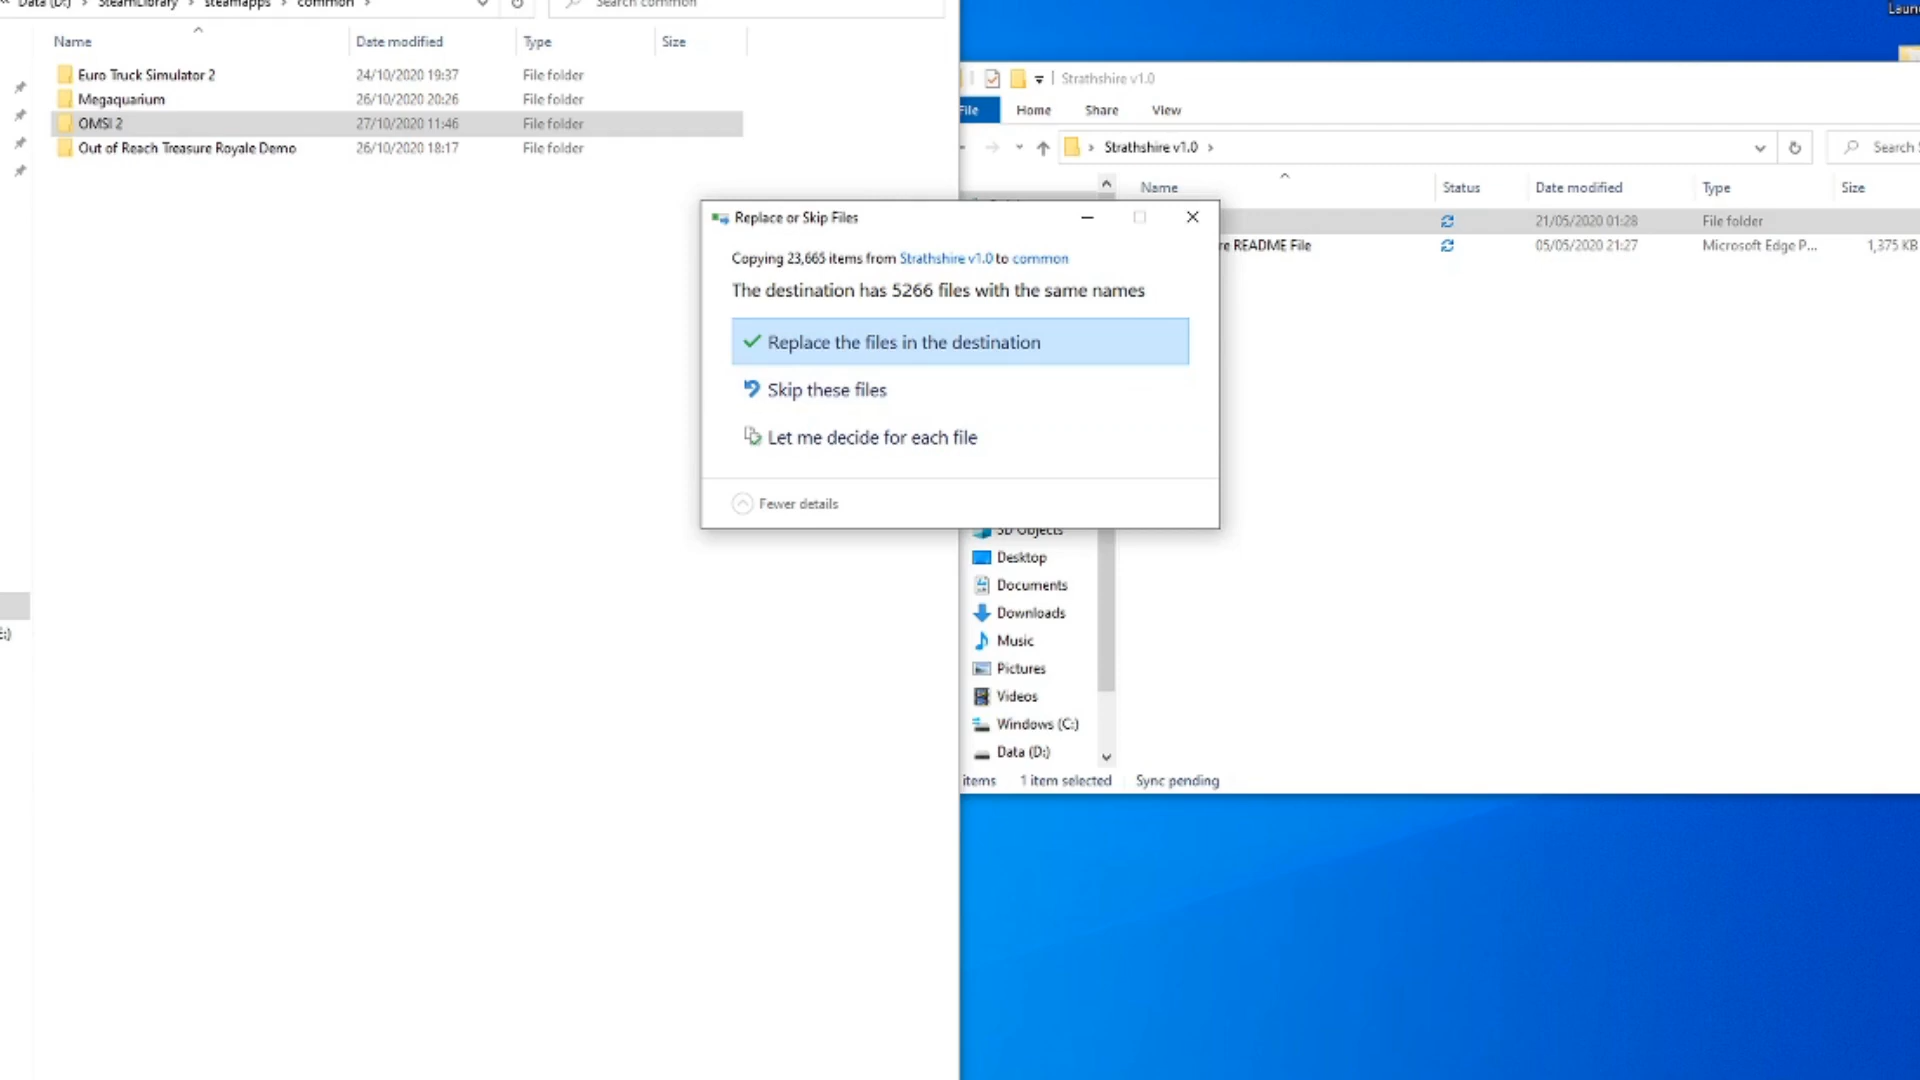 Data (D:) > SteamLibrary > steamapps > common >
Search common
Name Date modified Type Size
Euro Truck Simulator 2 24/10/2020 19:37 File folder
Megaquarium 26/10/2020 20:26 File folder
OMSI 2 27/10/2020 11:46 File folder
Out of Reach Treasure Royale Demo 26/10/2020 18:17 File folder
Strathshire v1.0
File Home Share View
Strathshire v1.0 >
Search
Name Status Date modified Type Size
21/05/2020 01:28 File folder
README File 05/05/2020 21:27 Microsoft Edge P... 1,375 KB
Replace or Skip Files
Copying 23,665 items from Strathshire v1.0 to common
The destination has 5266 files with the same names
Replace the files in the destination
Skip these files
Let me decide for each file
Fewer details
3D Objects
Desktop
Documents
Downloads
Music
Pictures
Videos
Windows (C:)
Data (D:)
items 1 item selected Sync pending